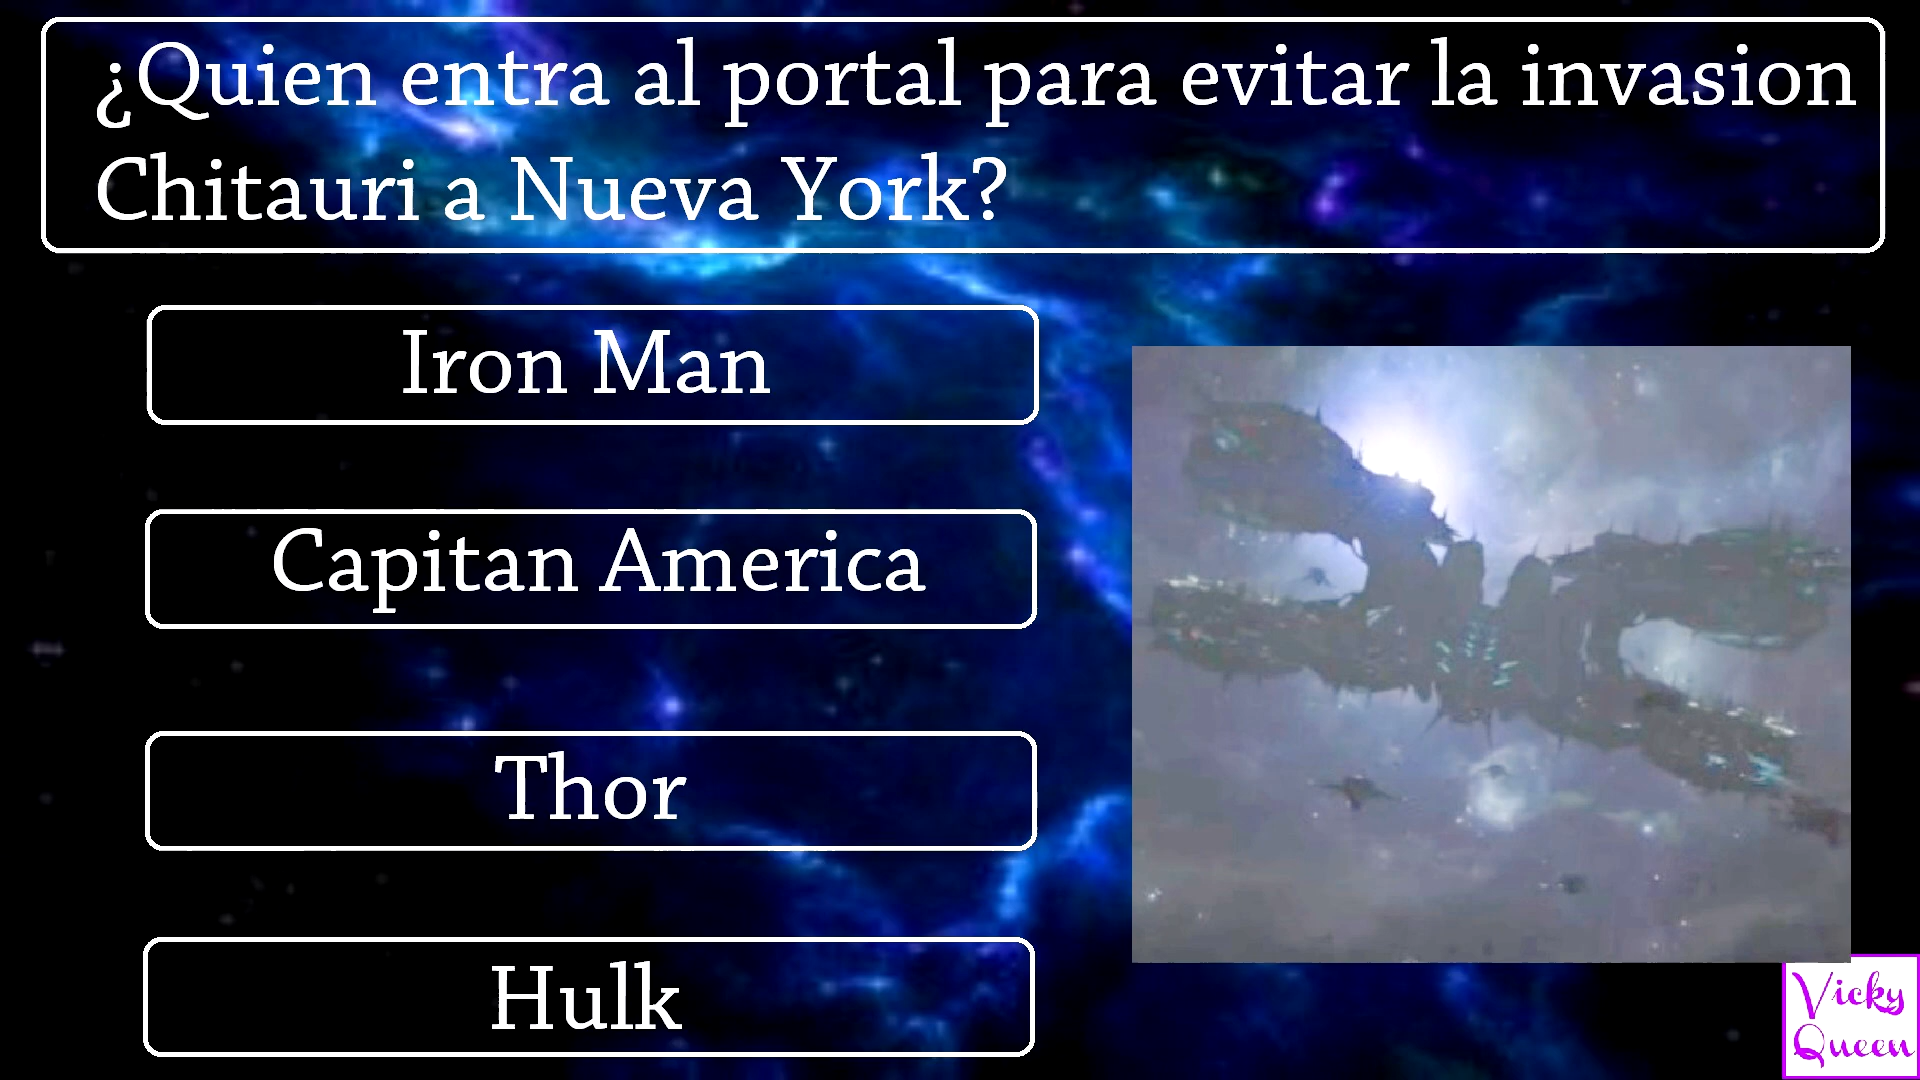 ¿Quien entra al portal para evitar la invasion
Chitauri a Nueva York?
Iron Man
Capitan America
Thor
Hulk
Vicky
Queen